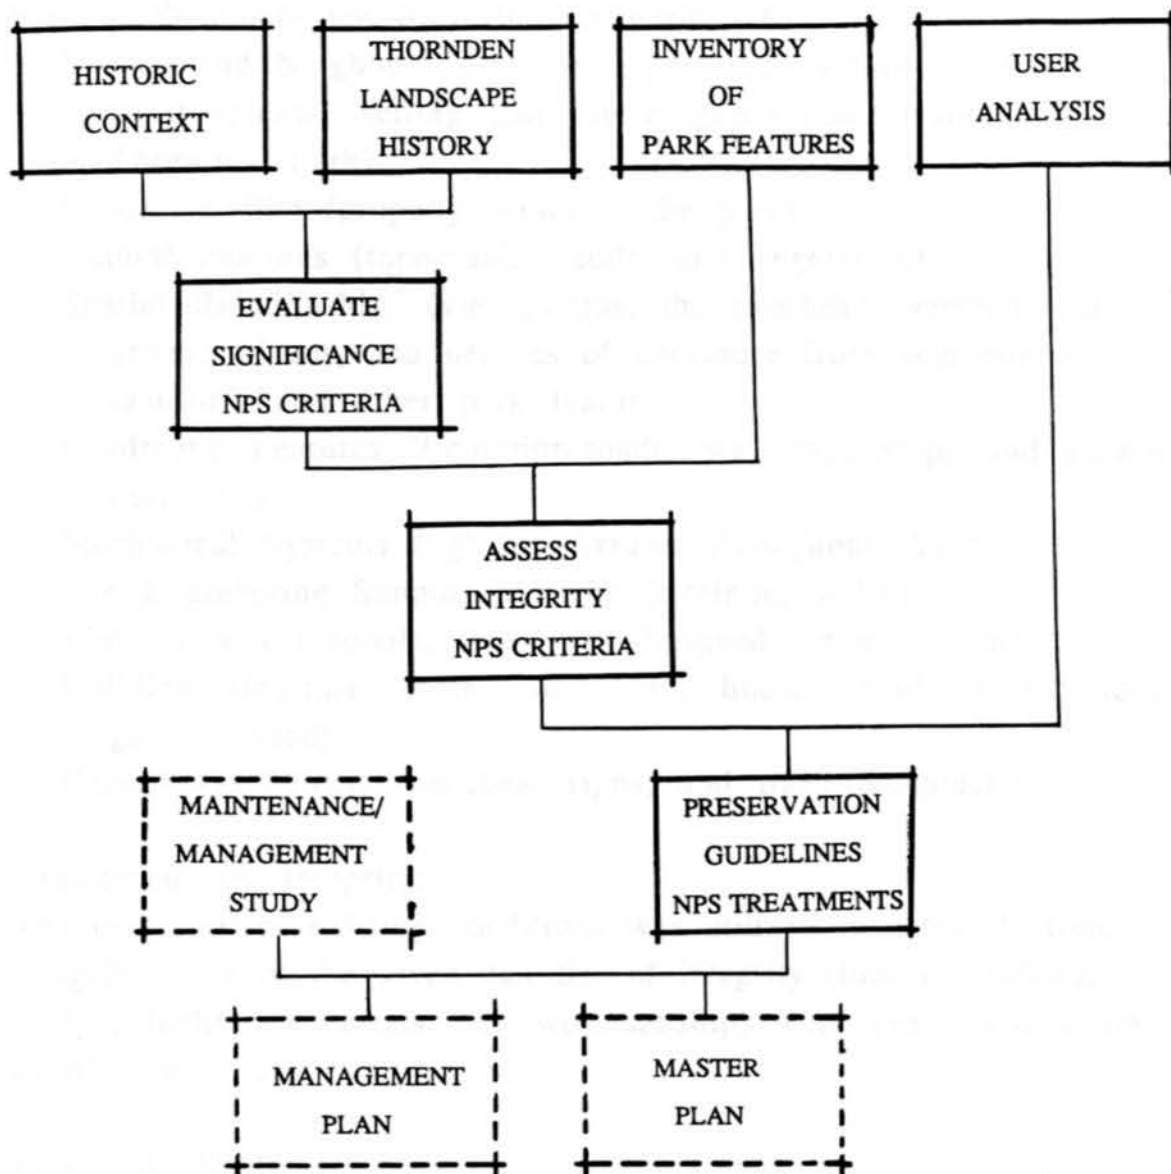 HISTORIC
CONTEXT
THORNDEN
LANDSCAPE
HISTORY
INVENTORY
OF
PARK FEATURES
USER
ANALYSIS
EVALUATE
SIGNIFICANCE
NPS CRITERIA
ASSESS
INTEGRITY
NPS CRITERIA
MAINTENANCE/
MANAGEMENT
STUDY
PRESERVATION
GUIDELINES
NPS TREATMENTS
MANAGEMENT
PLAN
MASTER
PLAN